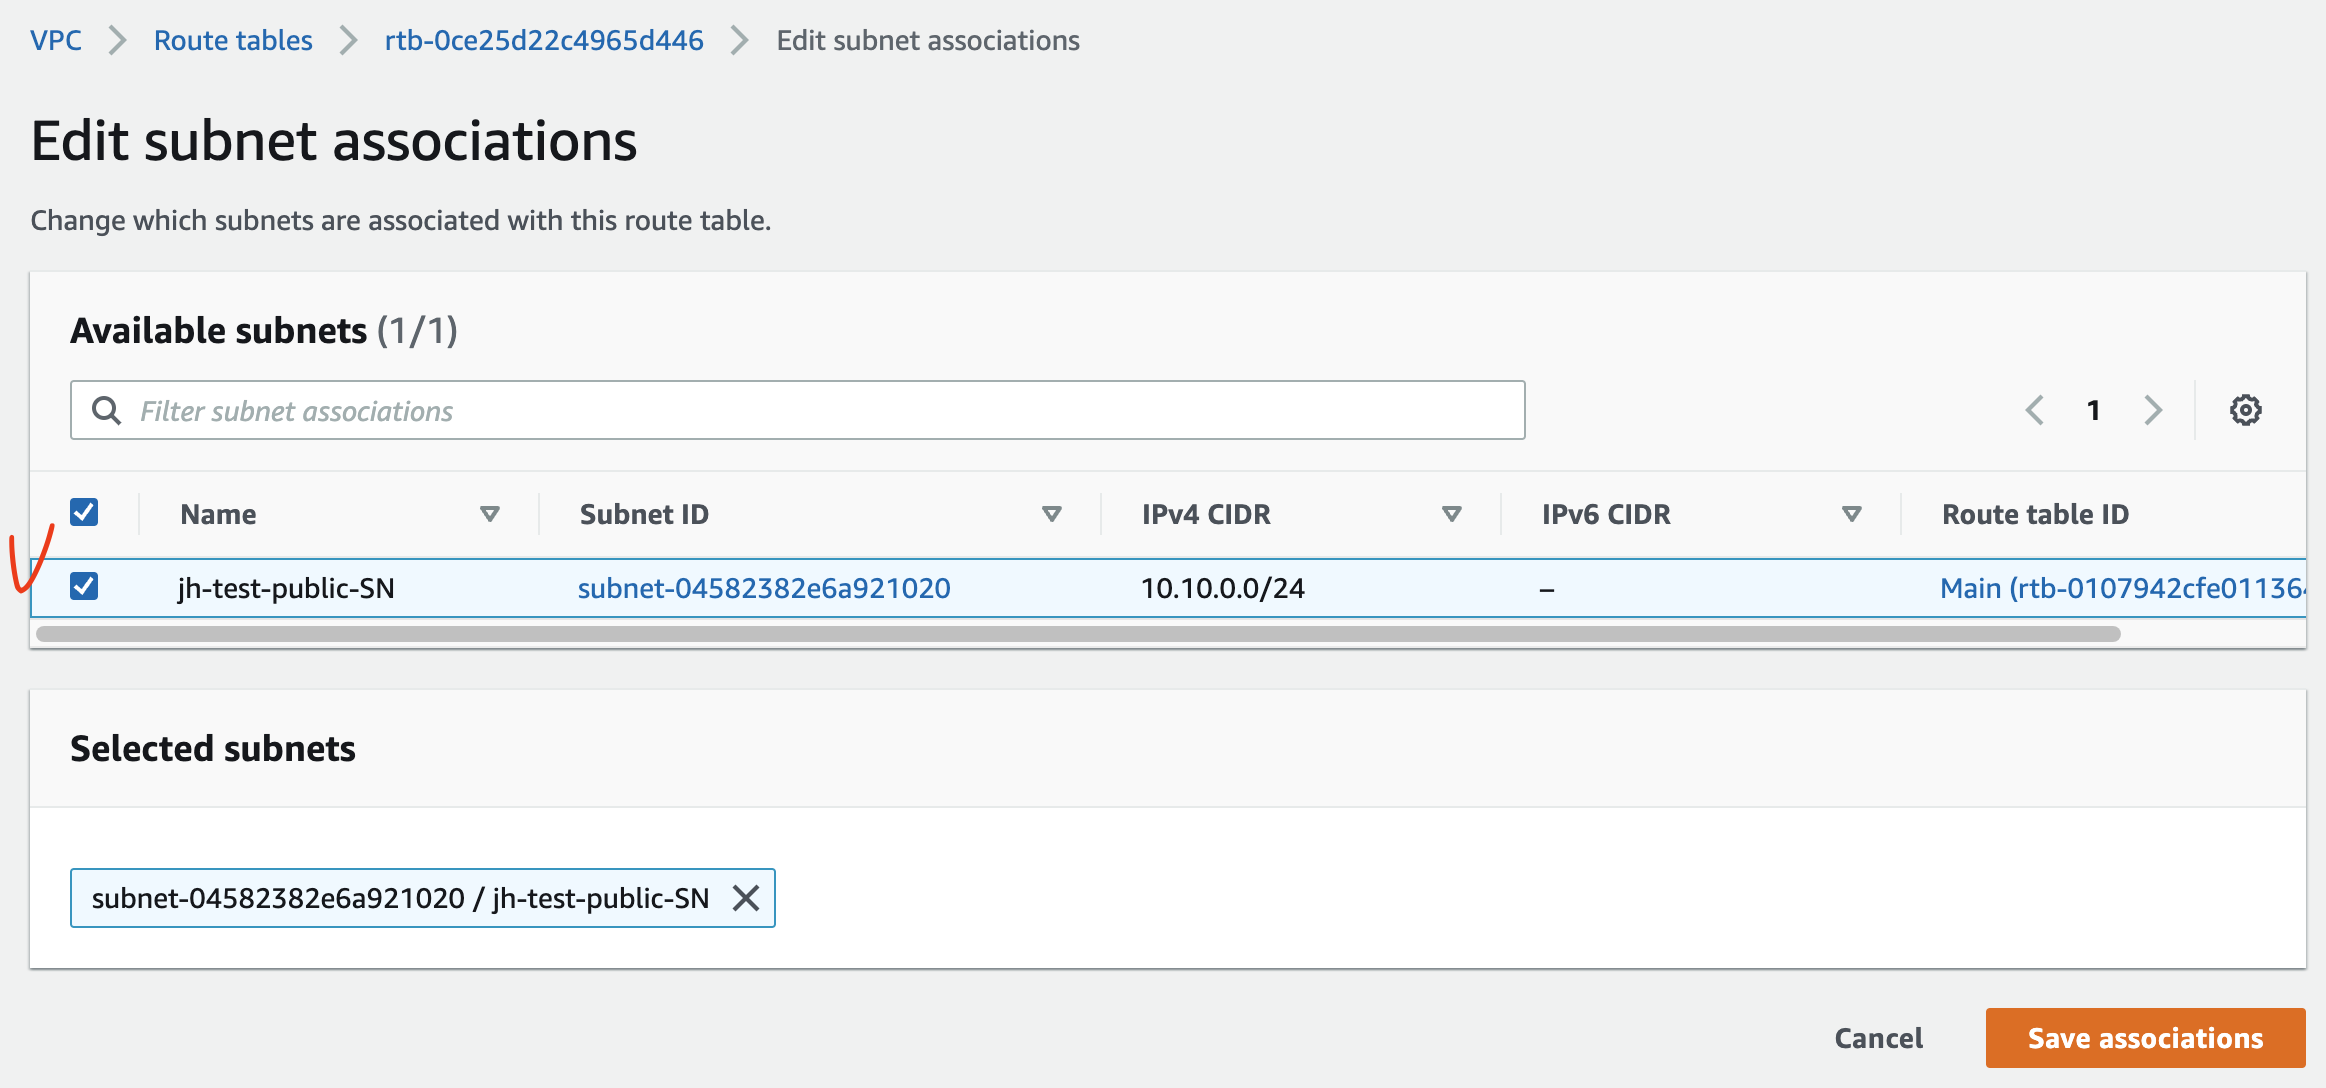 VPC > Route tables > rtb-0ce25d22c4965d446 > Edit subnet associations
Edit subnet associations
Change which subnets are associated with this route table.
Available subnets (1/1)
Filter subnet associations 1
Name Subnet ID IPv4 CIDR IPv6 CIDR Route table ID
jh-test-public-SN subnet-04582382e6a921020 10.10.0.0/24 – Main (rtb-0107942cfe01136
Selected subnets
subnet-04582382e6a921020 / jh-test-public-SN
Cancel Save associations